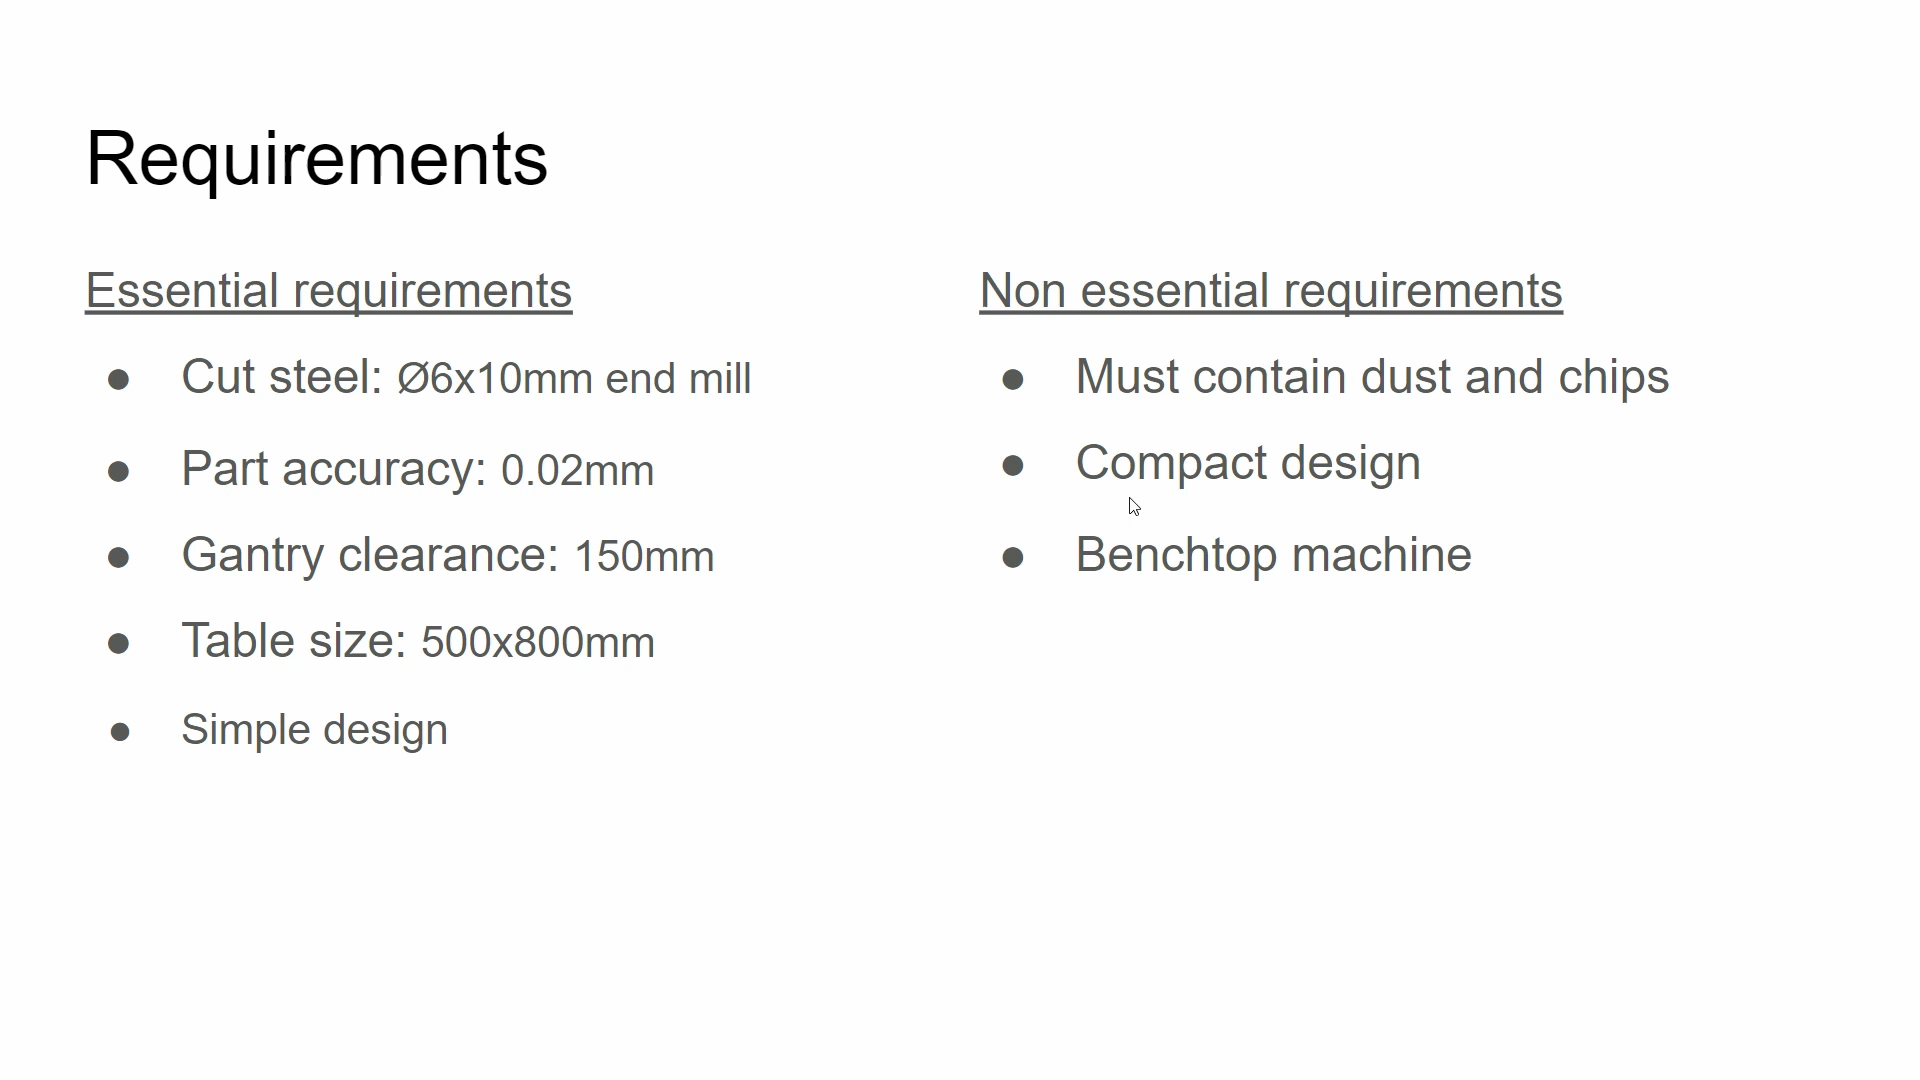 Requirements
Essential requirements
● Cut steel: Ø6x10mm end mill
● Part accuracy: 0.02mm
● Gantry clearance: 150mm
● Table size: 500x800mm
● Simple design
Non essential requirements
● Must contain dust and chips
● Compact design
● Benchtop machine